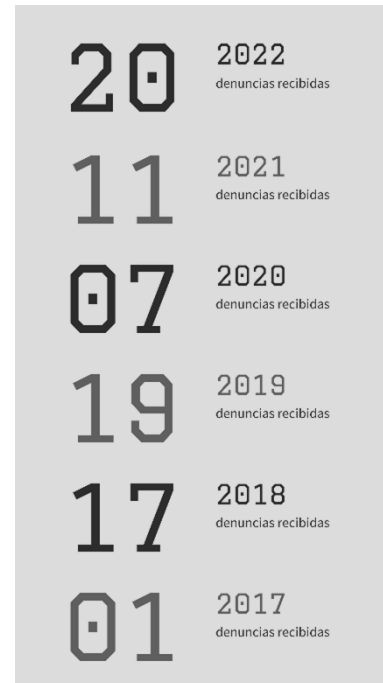 20
2022
denuncias recibidas
11
2021
denuncias recibidas
07
2020
denuncias recibidas
19
2019
denuncias recibidas
17
2018
denuncias recibidas
01
2017
denuncias recibidas